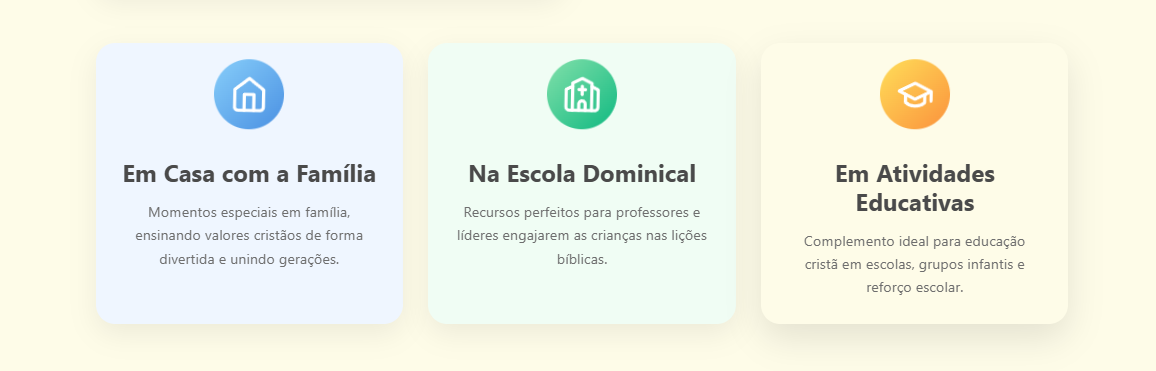 Em Casa com a Família
Momentos especiais em família,
ensinando valores cristãos de forma
divertida e unindo gerações.
Na Escola Dominical
Recursos perfeitos para professores e
líderes engajarem as crianças nas lições
bíblicas.
Em Atividades
Educativas
Complemento ideal para educação
cristã em escolas, grupos infantis e
reforço escolar.